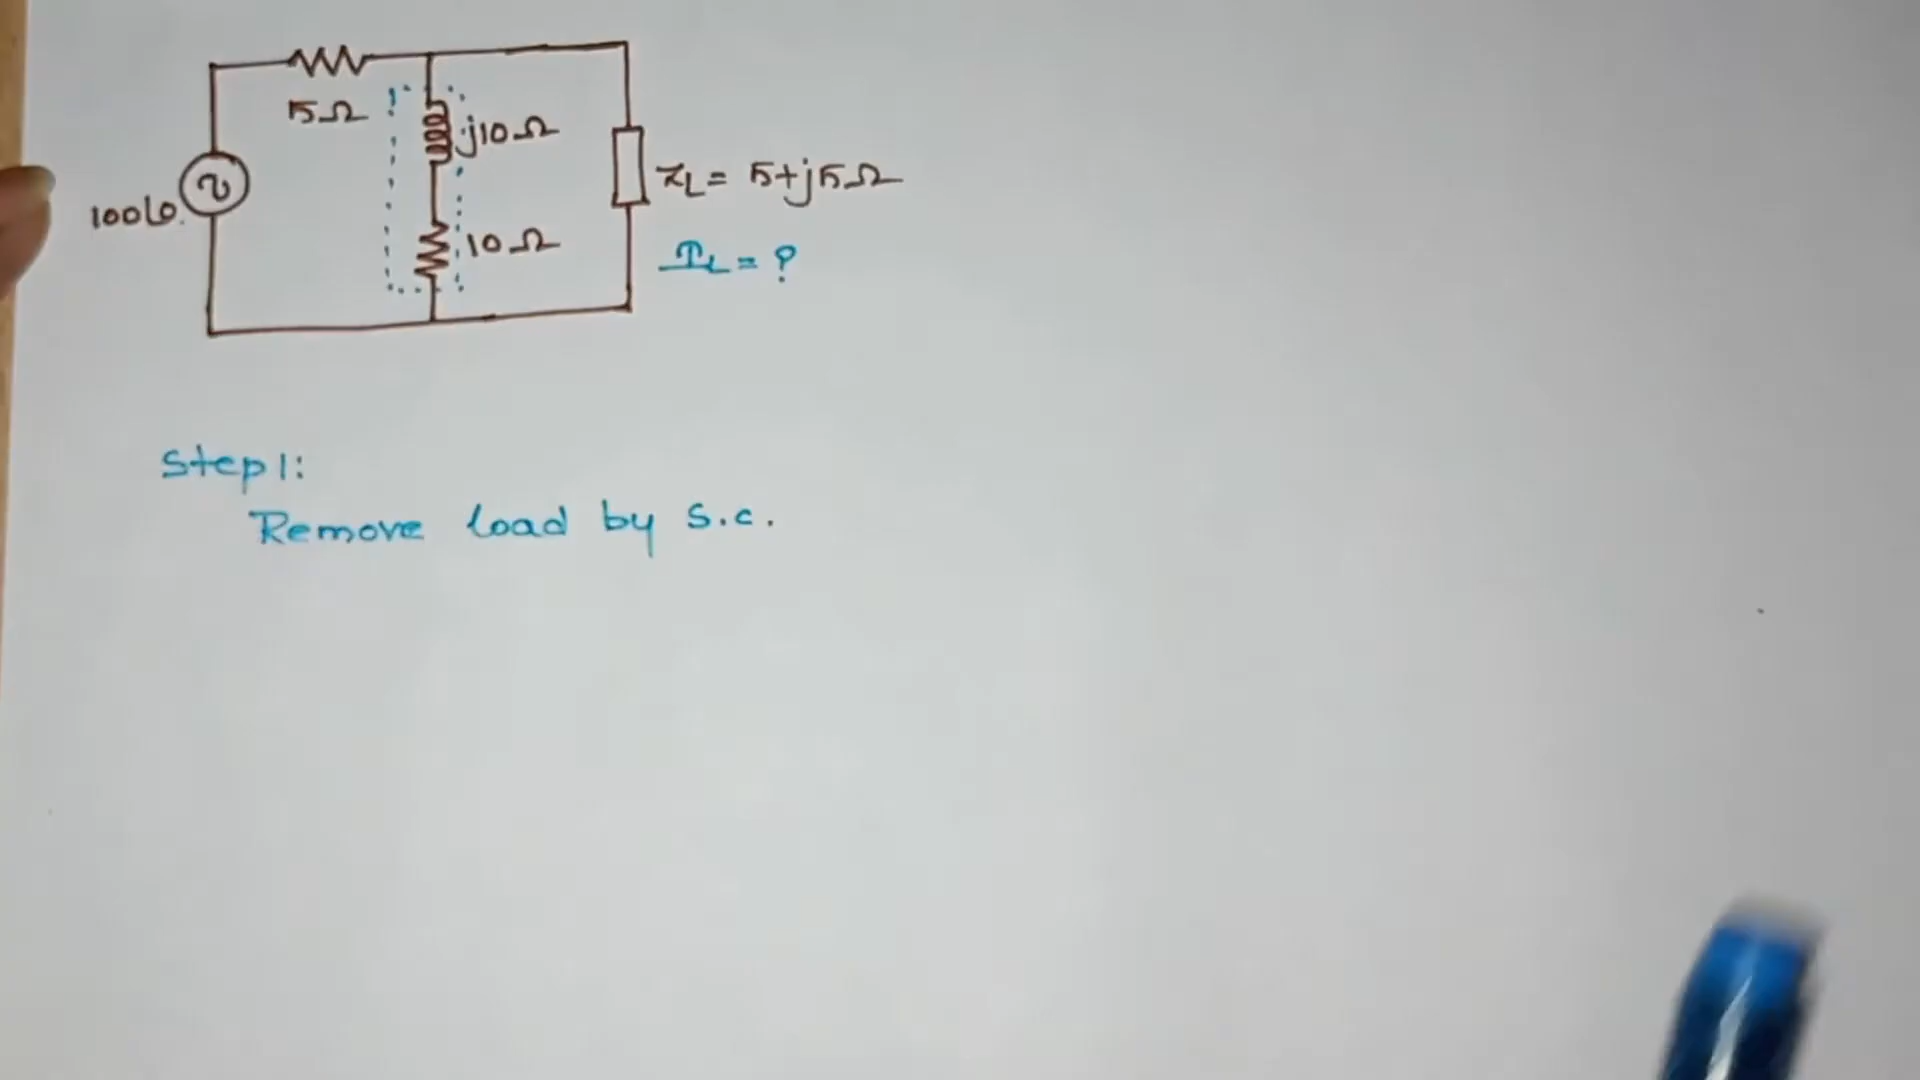 5Ω
j10Ω
100∠0
10Ω
ZL = 5+j5Ω
IL = ?
Step 1:
Remove load by s.c.